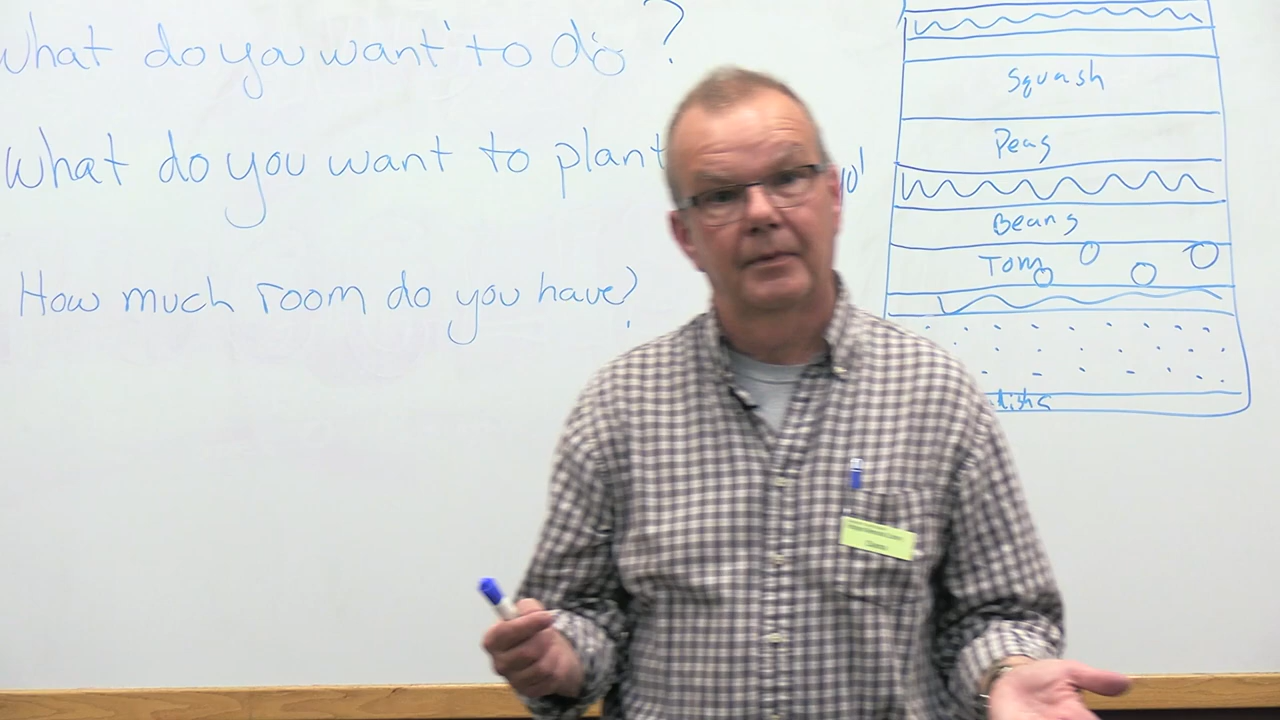 What do you want to do ?
What do you want to plant
How much room do you have?
Squash
Peas
Beans
Tom